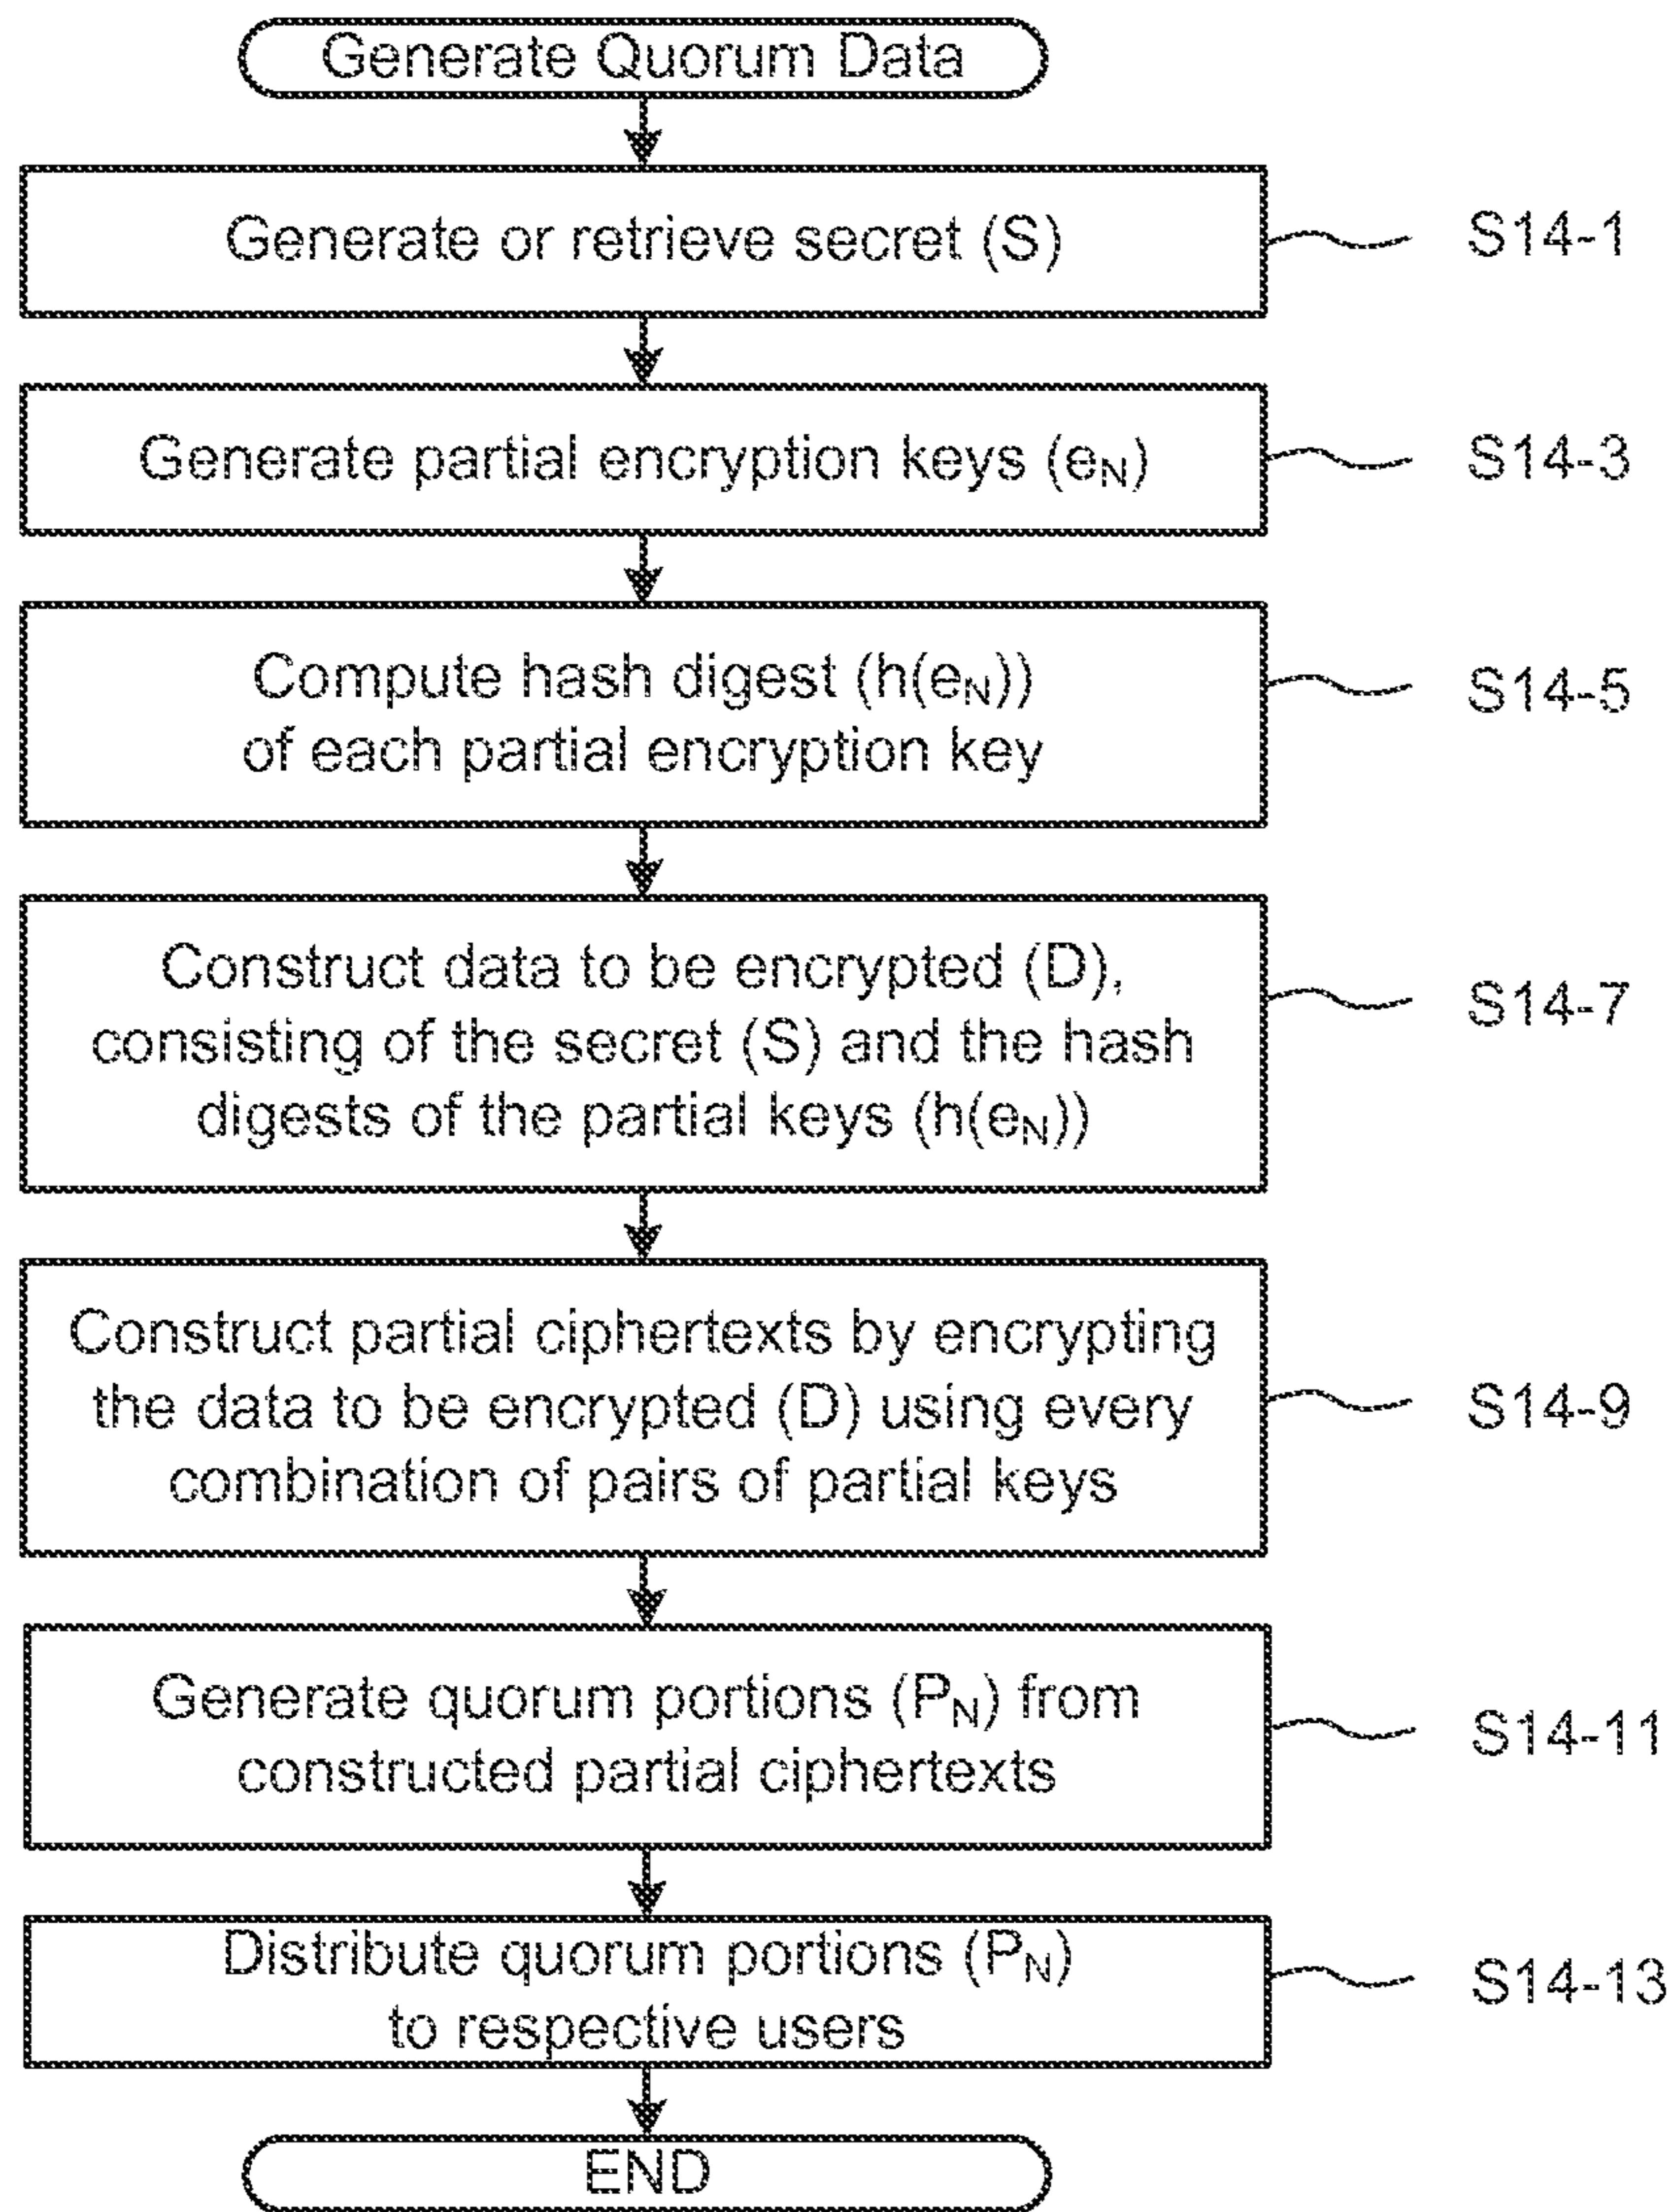 Generate Quorum Data
Generate or retrieve secret (S)
S14-1
Generate partial encryption keys (eN)
S14-3
Compute hash digest (h(eN))
of each partial encryption key
S14-5
Construct data to be encrypted (D),
consisting of the secret (S) and the hash
digests of the partial keys (h(eN))
S14-7
Construct partial ciphertexts by encrypting
the data to be encrypted (D) using every
combination of pairs of partial keys
S14-9
Generate quorum portions (PN) from
constructed partial ciphertexts
S14-11
Distribute quorum portions (PN)
to respective users
S14-13
END